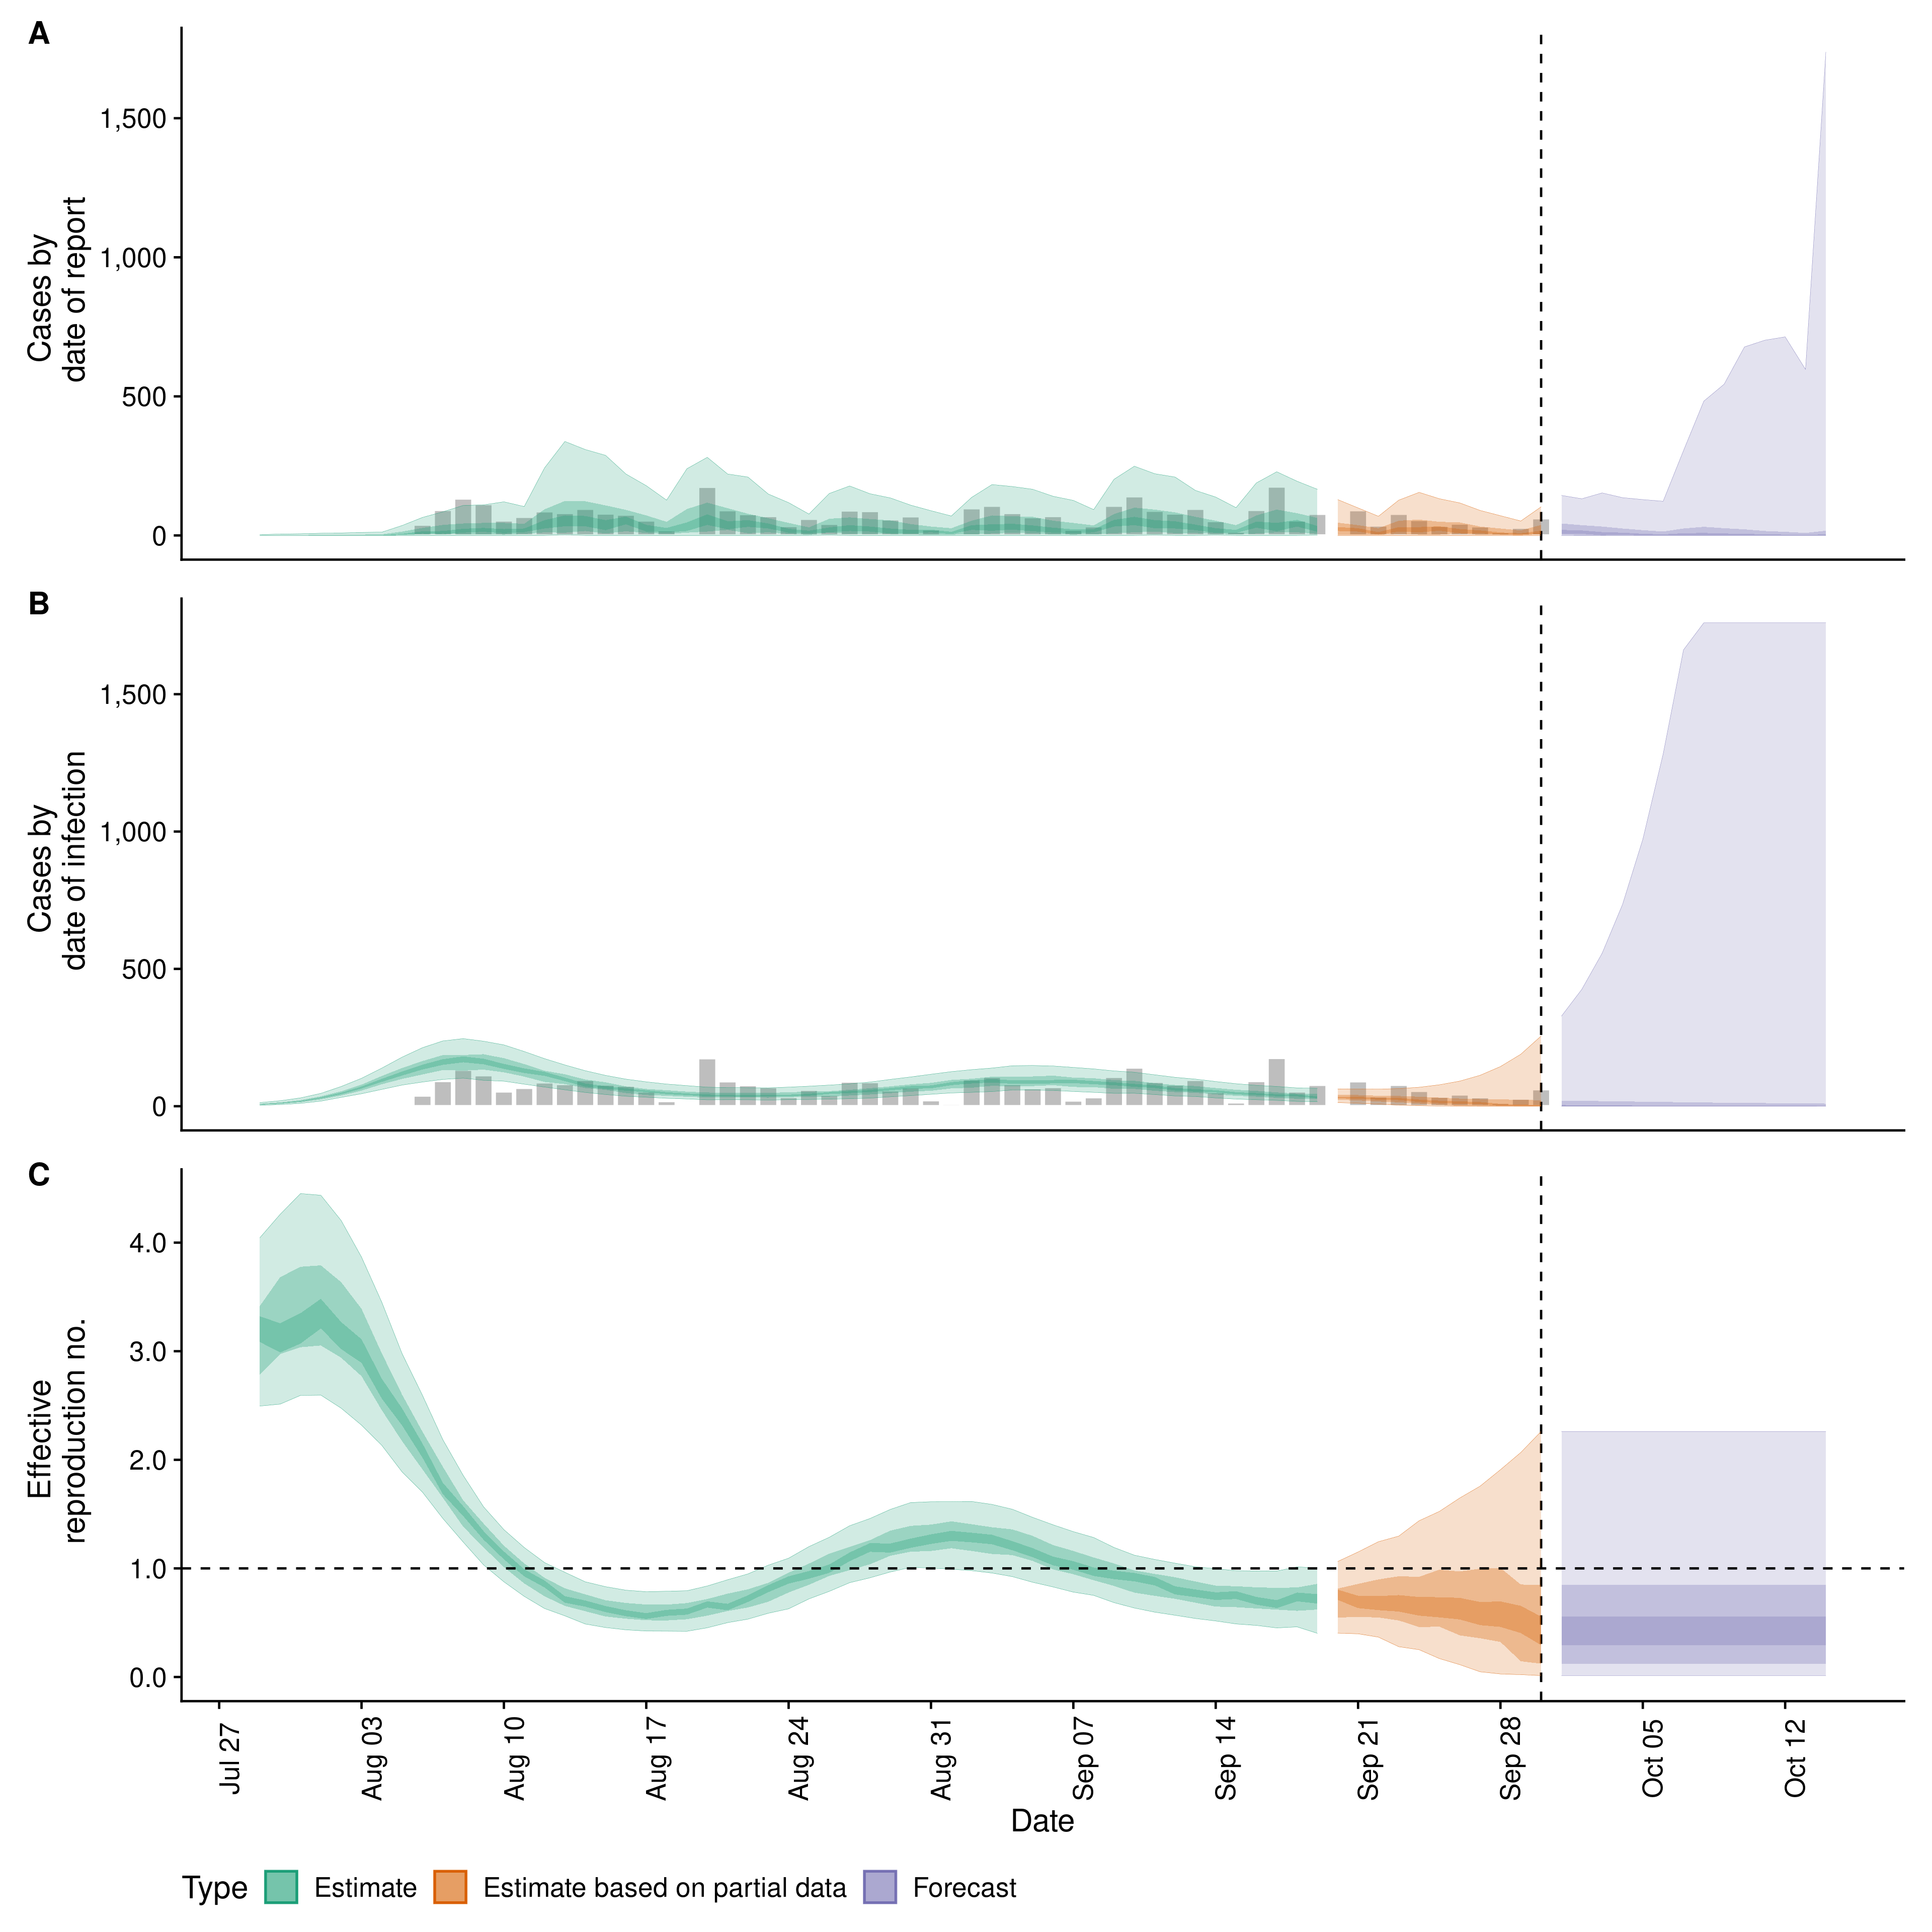 A
Cases by
date of report
1,500
1,000
500
0
B
Cases by
date of infection
1,500
1,000
500
0
C
Effective
reproduction no.
4.0
3.0
2.0
1.0
0.0
Jul 27
Aug 03
Aug 10
Aug 17
Aug 24
Aug 31
Sep 07
Sep 14
Sep 21
Sep 28
Oct 05
Oct 12
Date
Type Estimate Estimate based on partial data Forecast